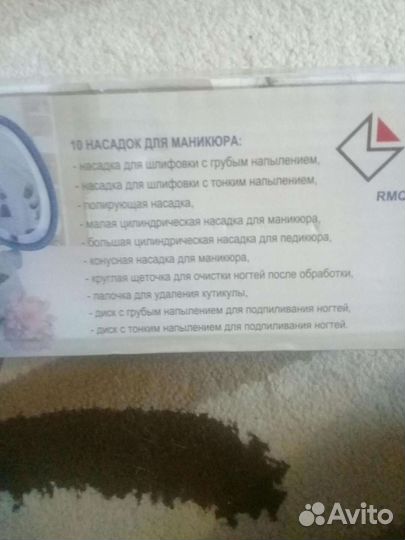 10 НАСАДОК ДЛЯ МАНИКЮРА:
- насадка для шлифовки с грубым напылением,
- насадка для шлифовки с тонким напылением,
- полирующая насадка,
- малая цилиндрическая насадка для маникюра,
- большая цилиндрическая насадка для педикюра,
- конусная насадка для маникюра,
- круглая щеточка для очистки ногтей после обработки,
- палочка для удаления кутикулы,
- диск с грубым напылением для подпиливания ногтей,
- диск с тонким напылением для подпиливания ногтей.
RMC
Avito